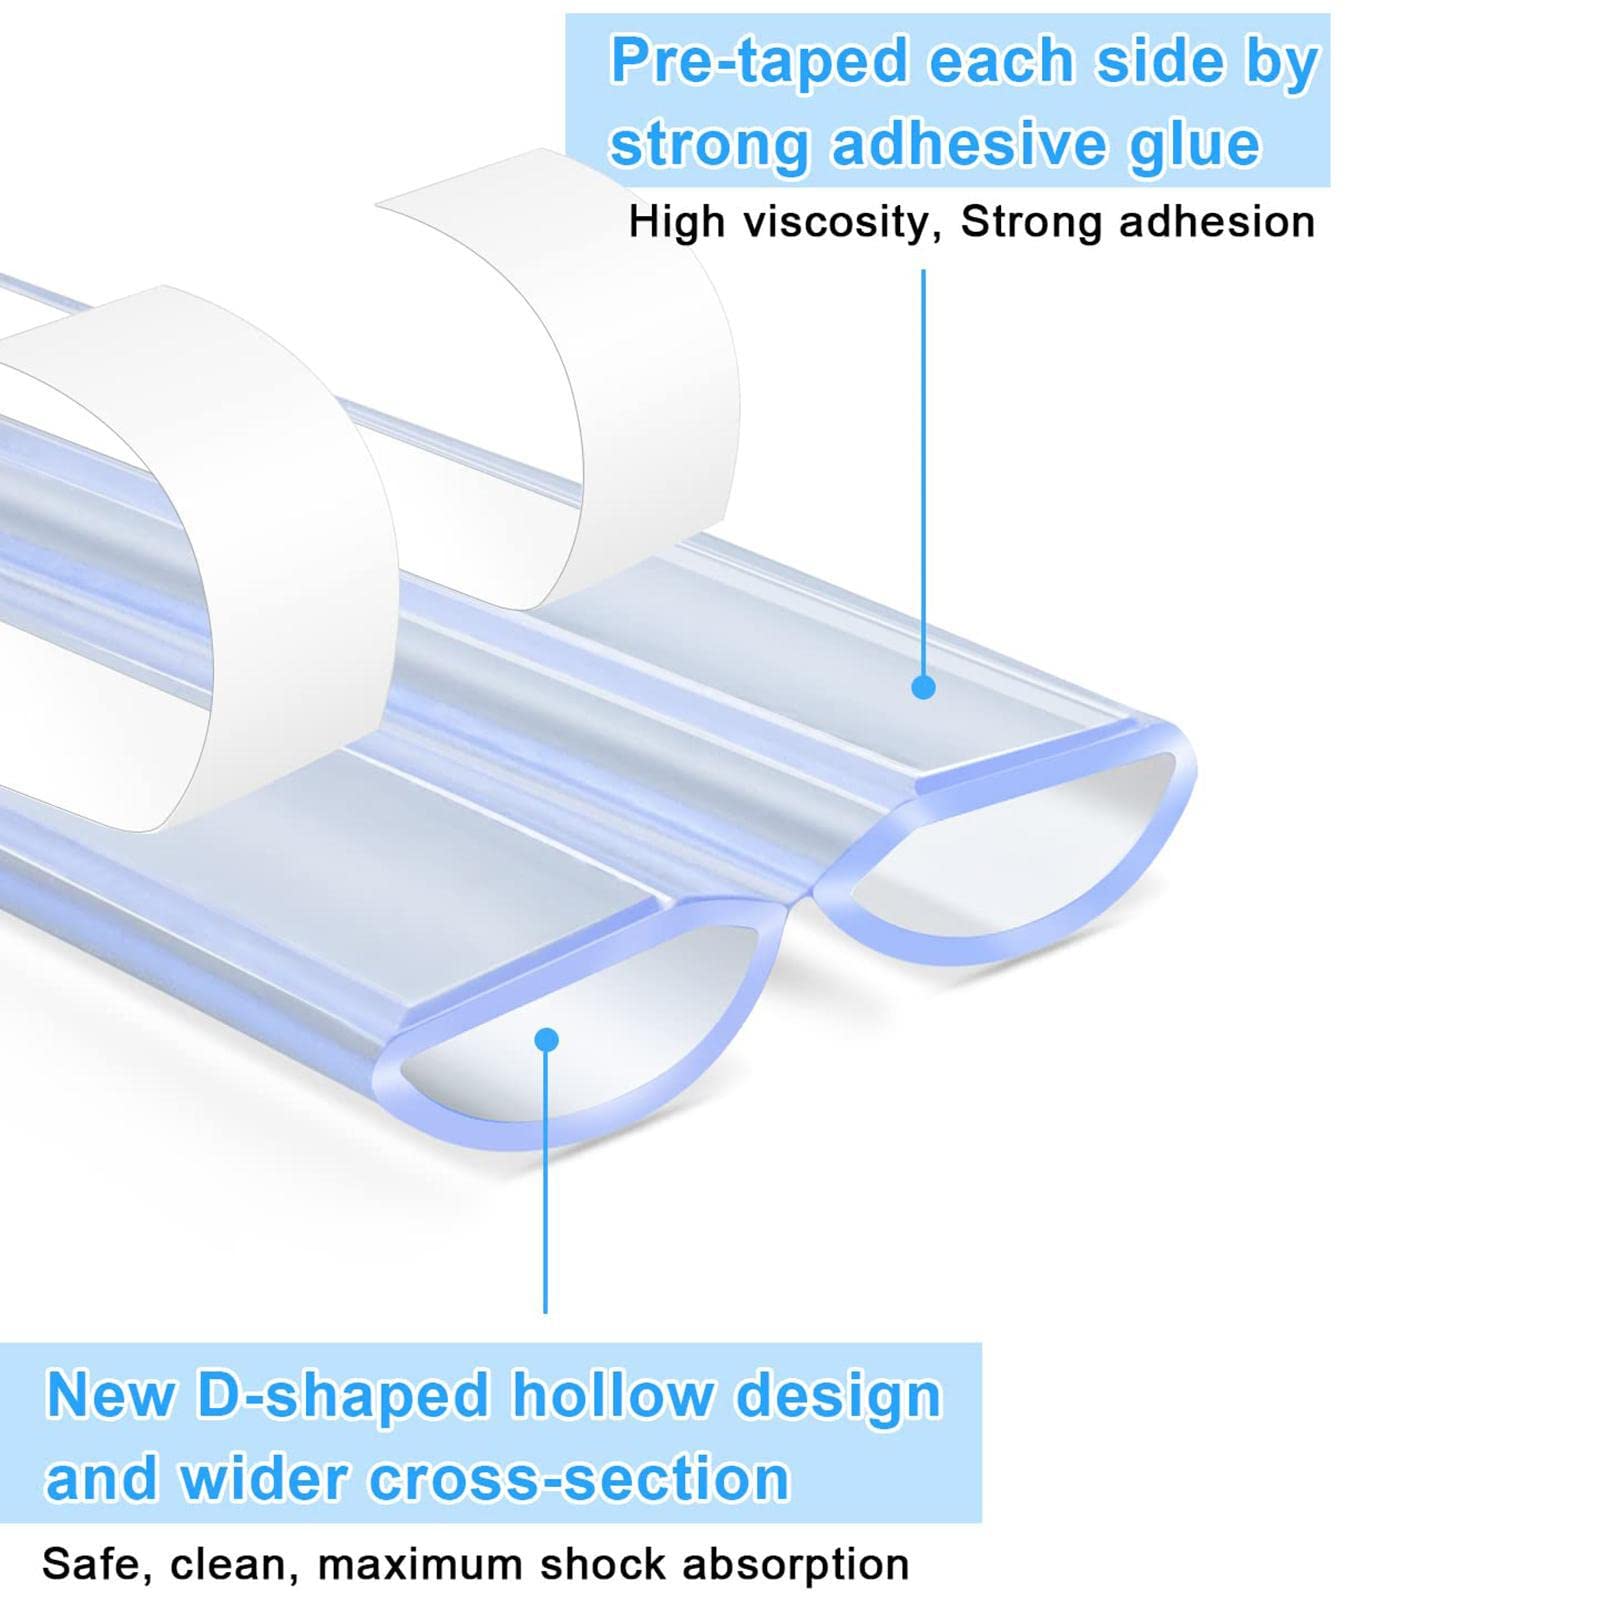 Pre-taped each side by
strong adhesive glue
High viscosity, Strong adhesion
New D-shaped hollow design
and wider cross-section
Safe, clean, maximum shock absorption